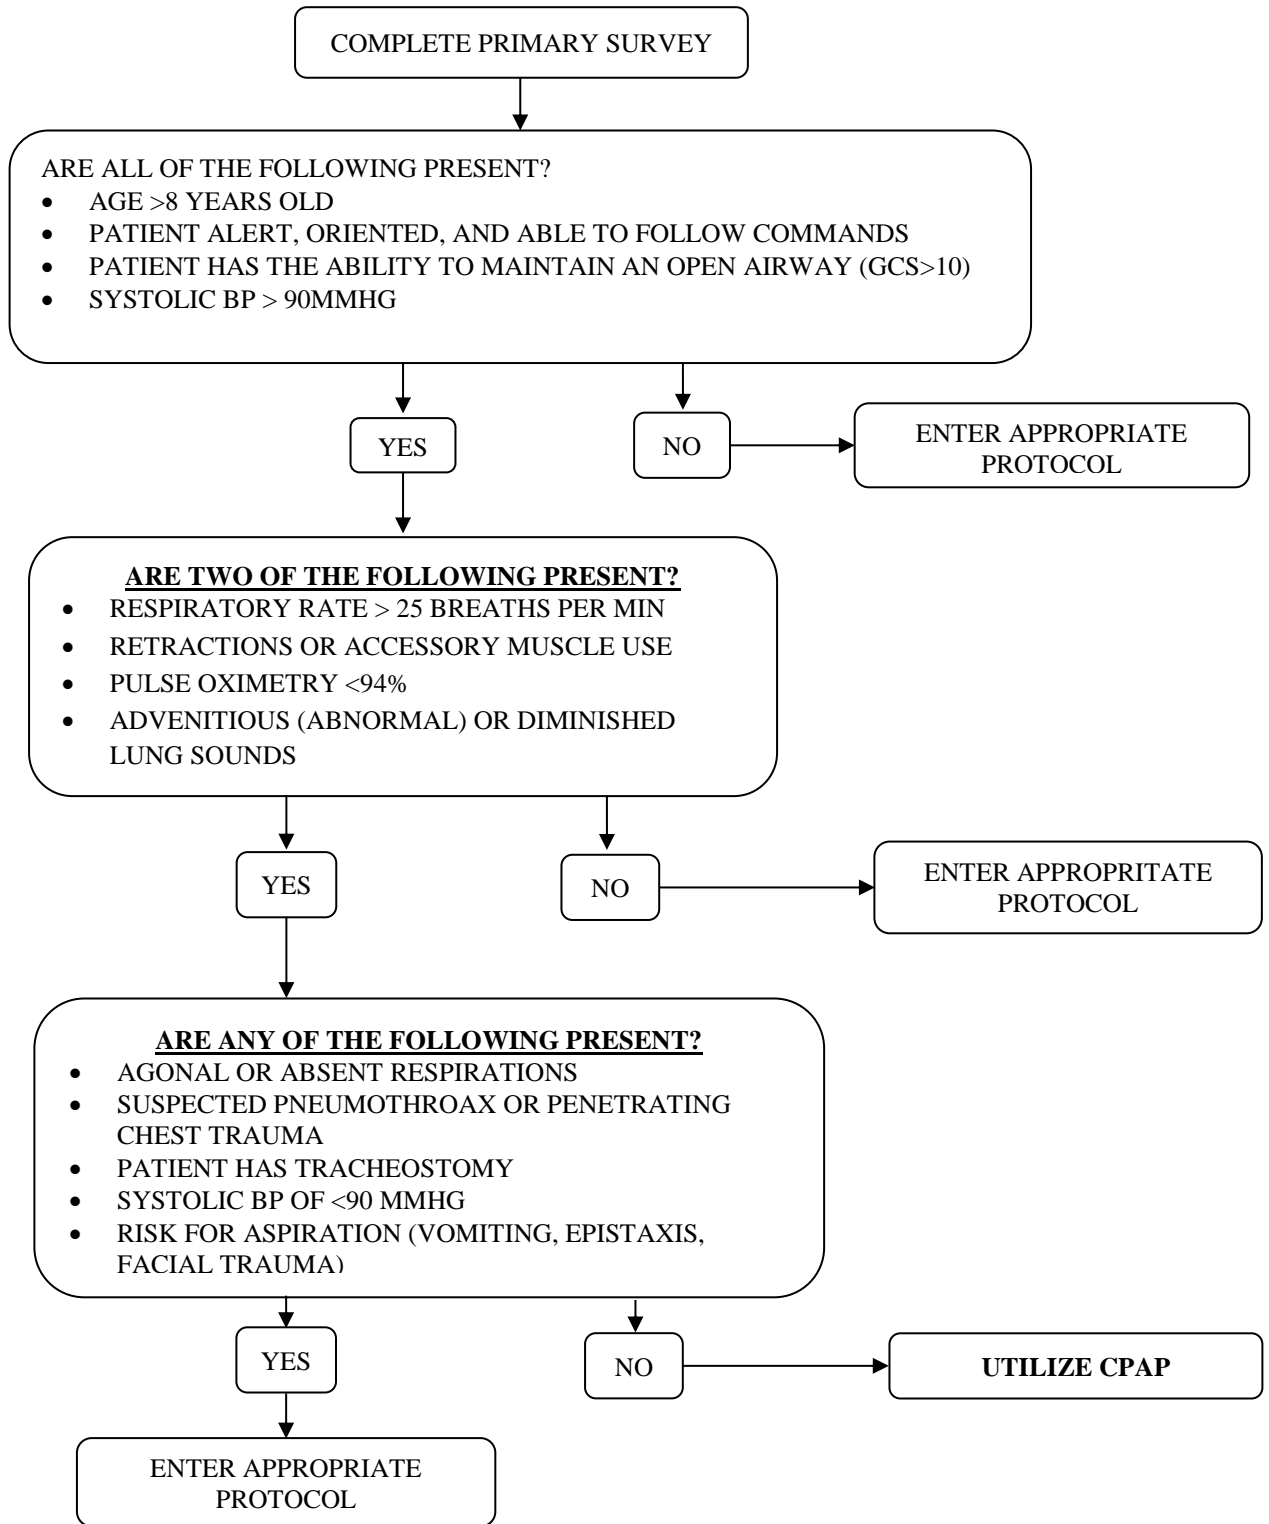 COMPLETE PRIMARY SURVEY
ARE ALL OF THE FOLLOWING PRESENT?
• AGE >8 YEARS OLD
• PATIENT ALERT, ORIENTED, AND ABLE TO FOLLOW COMMANDS
• PATIENT HAS THE ABILITY TO MAINTAIN AN OPEN AIRWAY (GCS>10)
• SYSTOLIC BP > 90MMHG
YES
NO
ENTER APPROPRIATE
PROTOCOL
ARE TWO OF THE FOLLOWING PRESENT?
• RESPIRATORY RATE > 25 BREATHS PER MIN
• RETRACTIONS OR ACCESSORY MUSCLE USE
• PULSE OXIMETRY <94%
• ADVENITIOUS (ABNORMAL) OR DIMINISHED
LUNG SOUNDS
YES
NO
ENTER APPROPRITATE
PROTOCOL
ARE ANY OF THE FOLLOWING PRESENT?
• AGONAL OR ABSENT RESPIRATIONS
• SUSPECTED PNEUMOTHROAX OR PENETRATING
CHEST TRAUMA
• PATIENT HAS TRACHEOSTOMY
• SYSTOLIC BP OF <90 MMHG
• RISK FOR ASPIRATION (VOMITING, EPISTAXIS,
FACIAL TRAUMA)
YES
NO
UTILIZE CPAP
ENTER APPROPRIATE
PROTOCOL